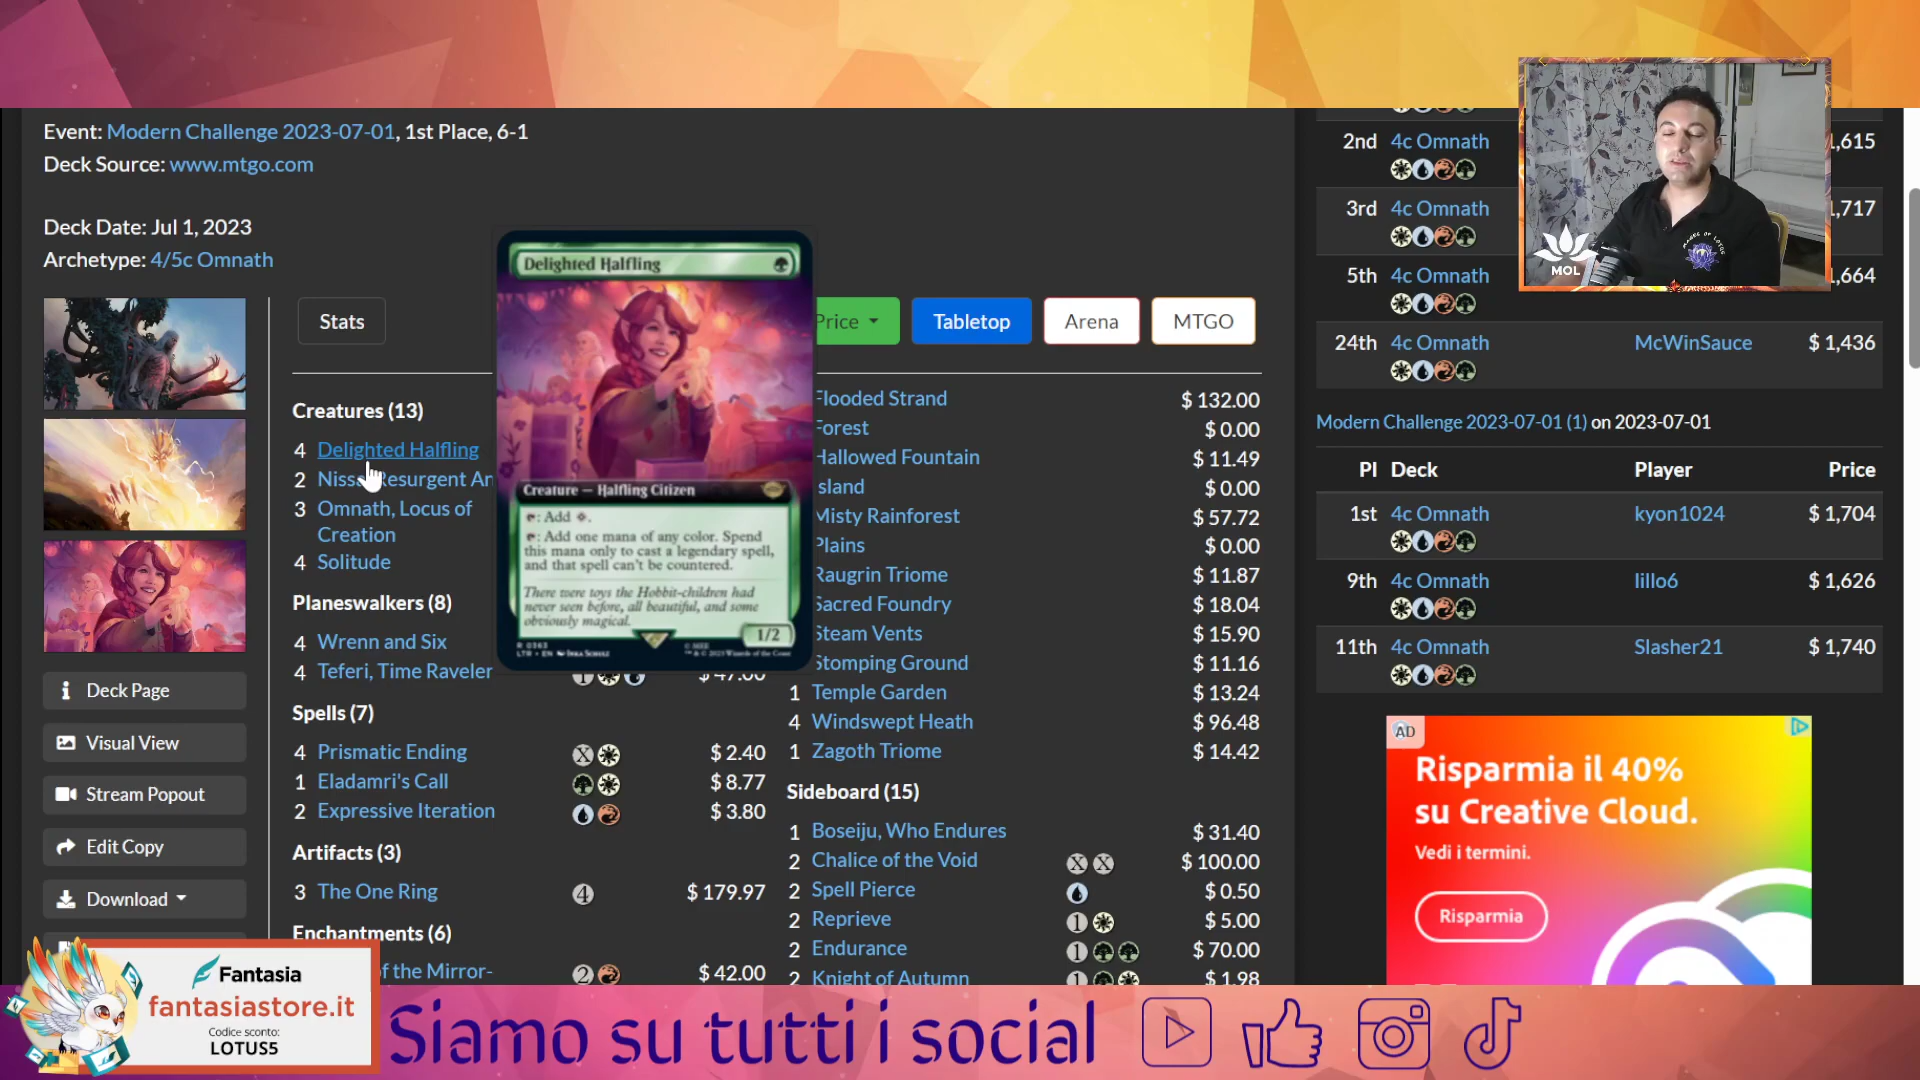 Event: Modern Challenge 2023-07-01, 1st Place, 6-1
Deck Source: www.mtgo.com
Deck Date: Jul 1, 2023
Archetype: 4/5c Omnath
Stats
Price
Tabletop
Arena
MTGO
Creatures (13)
4 Delighted Halfling
2 Nissa, Resurgent An
3 Omnath, Locus of
Creation
4 Solitude
Planeswalkers (8)
4 Wrenn and Six
4 Teferi, Time Raveler $ 47.00
Spells (7)
4 Prismatic Ending X $ 2.40
1 Eladamri's Call $ 8.77
2 Expressive Iteration $ 3.80
Artifacts (3)
3 The One Ring 4 $ 179.97
Enchantments (6)
of the Mirror- 2 $ 42.00
Delighted Halfling
Creature — Halfling Citizen
: Add .
: Add one mana of any color. Spend
this mana only to cast a legendary spell,
and that spell can't be countered.
There were toys the Hobbit-children had
never seen before, all beautiful, and some
obviously magical.
1/2
Flooded Strand $ 132.00
Forest $ 0.00
Hallowed Fountain $ 11.49
Island $ 0.00
Misty Rainforest $ 57.72
Plains $ 0.00
Raugrin Triome $ 11.87
Sacred Foundry $ 18.04
Steam Vents $ 15.90
Stomping Ground $ 11.16
1 Temple Garden $ 13.24
4 Windswept Heath $ 96.48
1 Zagoth Triome $ 14.42
Sideboard (15)
1 Boseiju, Who Endures $ 31.40
2 Chalice of the Void X X $ 100.00
2 Spell Pierce $ 0.50
2 Reprieve 1 $ 5.00
2 Endurance 1 $ 70.00
2 Knight of Autumn 1 $ 1.98
Deck Page
Visual View
Stream Popout
Edit Copy
Download
2nd 4c Omnath 1,615
3rd 4c Omnath 1,717
5th 4c Omnath 1,664
24th 4c Omnath McWinSauce $ 1,436
Modern Challenge 2023-07-01 (1) on 2023-07-01
Pl Deck Player Price
1st 4c Omnath kyon1024 $ 1,704
9th 4c Omnath lillo6 $ 1,626
11th 4c Omnath Slasher21 $ 1,740
MOL
MAGES OF LOTUS
AD
Risparmia il 40%
su Creative Cloud.
Vedi i termini.
Risparmia
Fantasia
fantasiastore.it
Codice sconto:
LOTUS5
Siamo su tutti i social